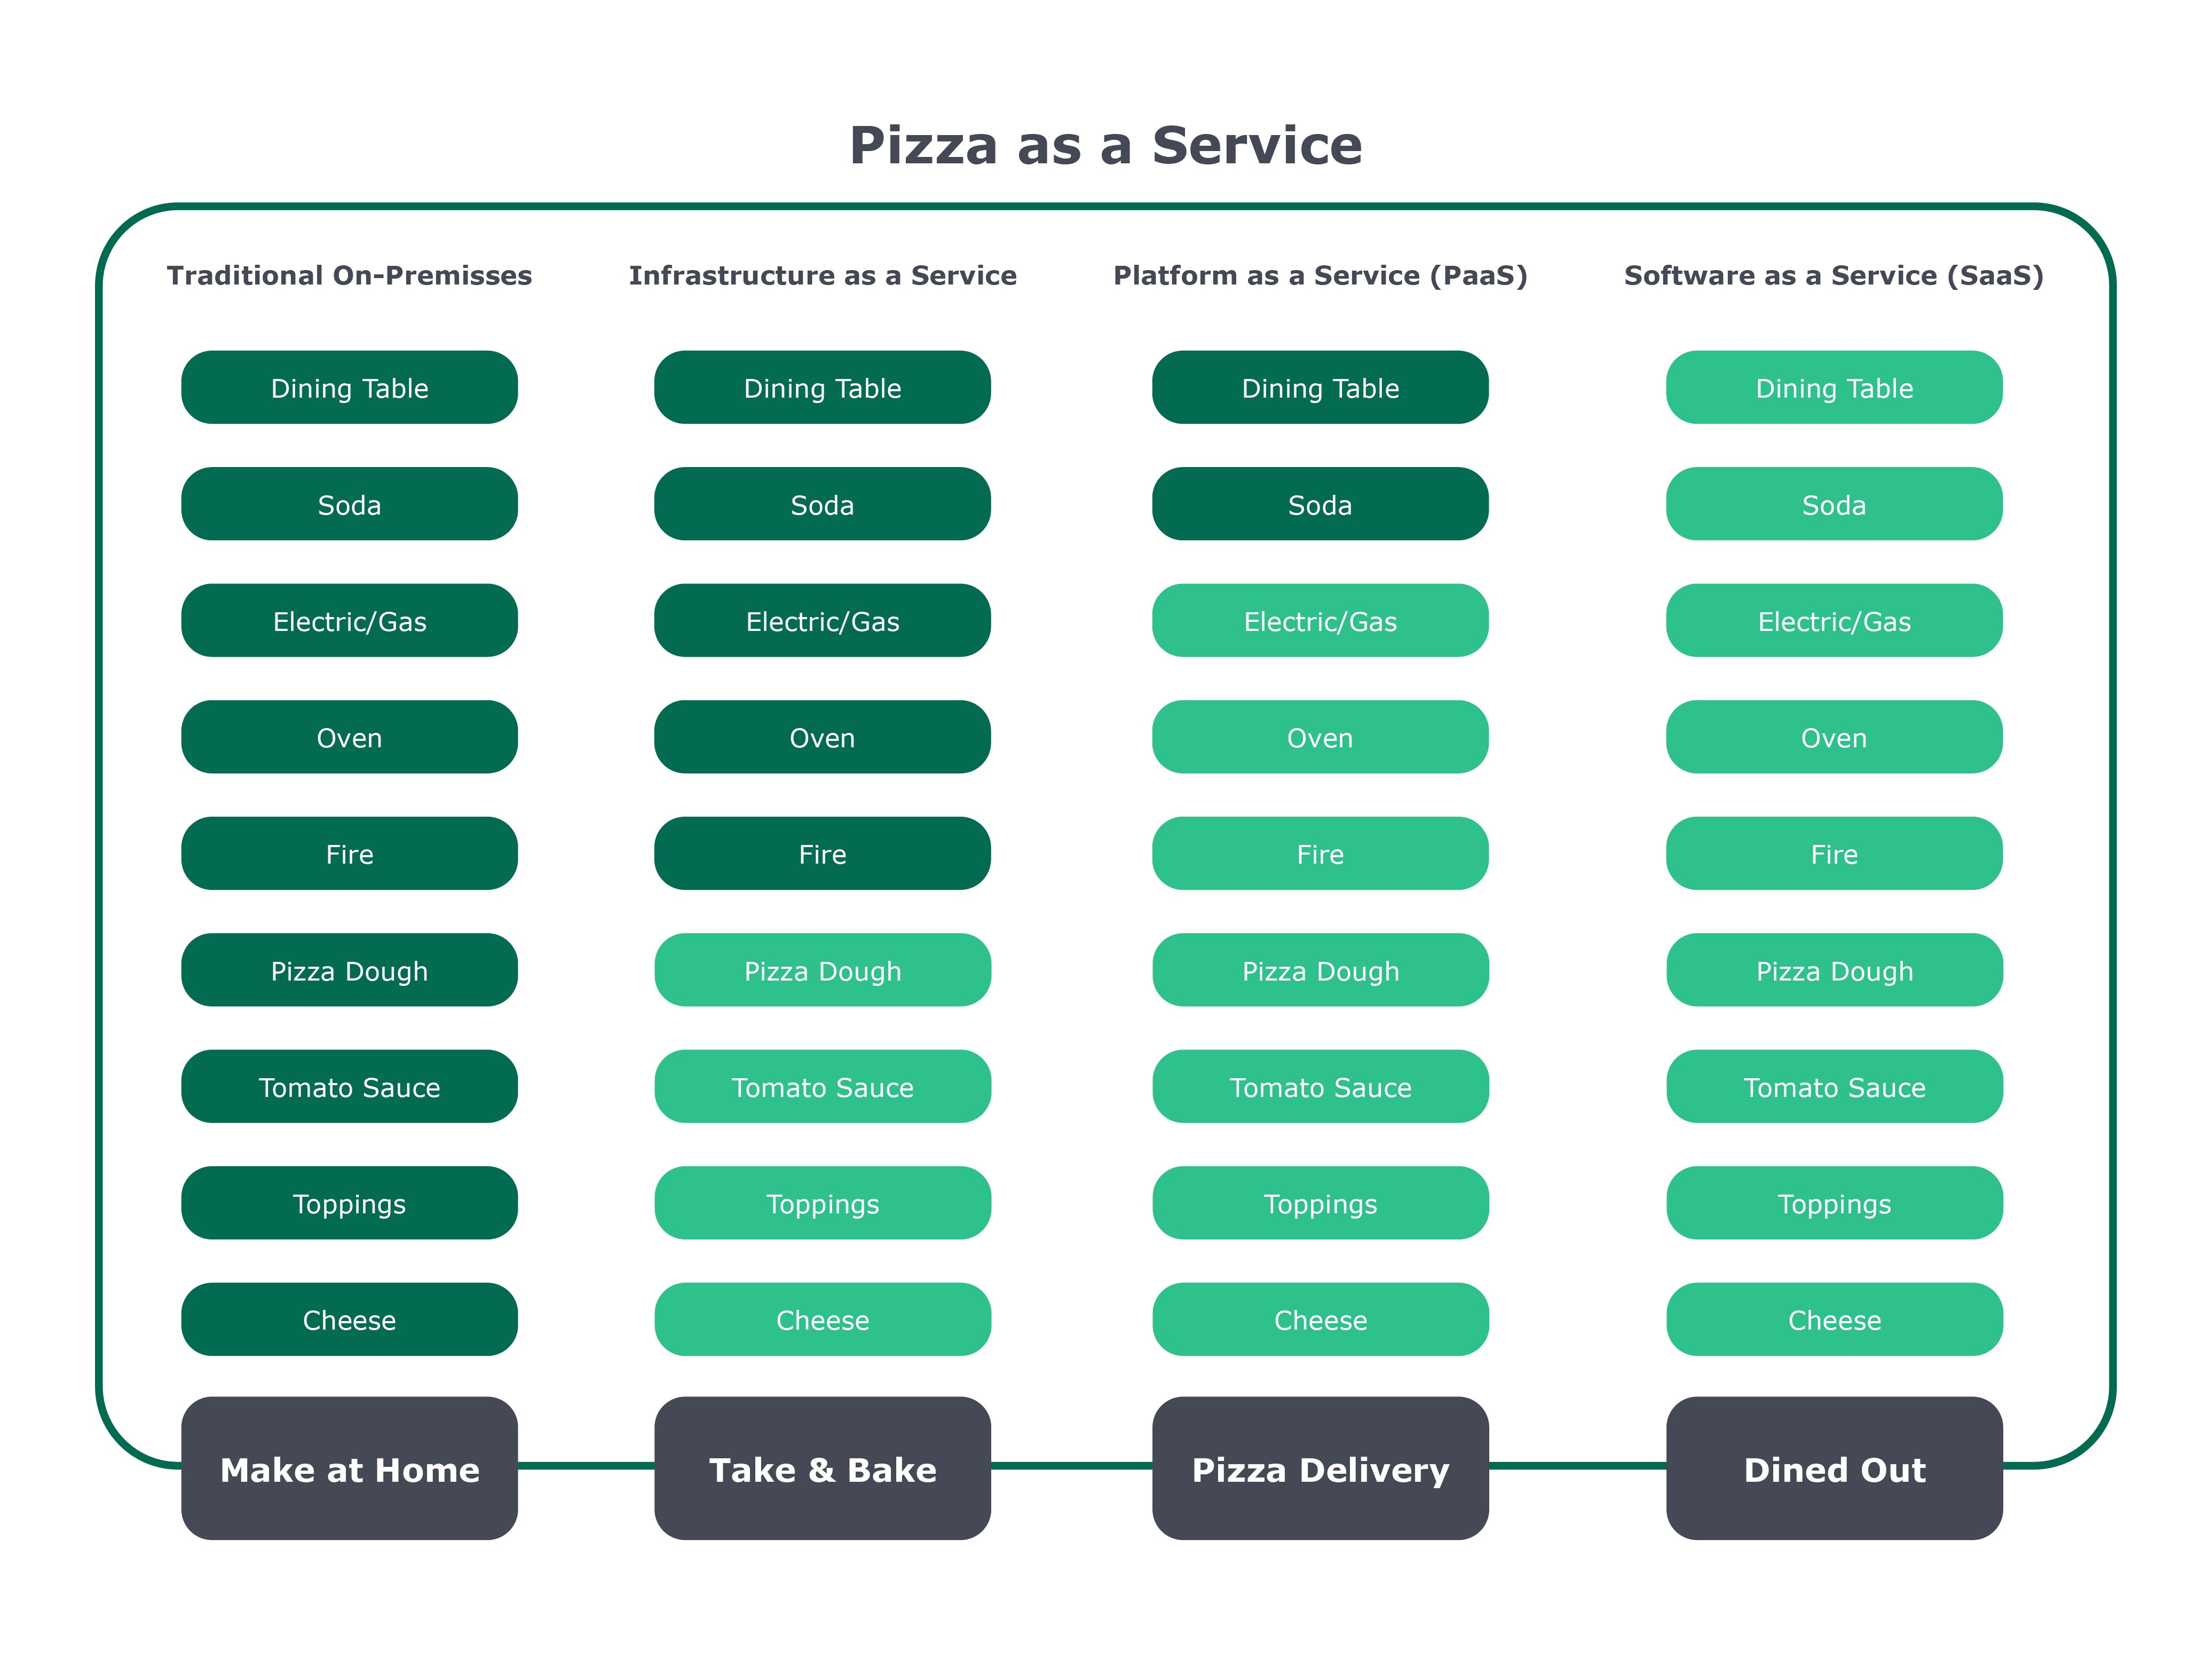 Pizza as a Service
Traditional On-Premisses
Infrastructure as a Service
Platform as a Service (PaaS)
Software as a Service (SaaS)
Dining Table
Dining Table
Dining Table
Dining Table
Soda
Soda
Soda
Soda
Electric/Gas
Electric/Gas
Electric/Gas
Electric/Gas
Oven
Oven
Oven
Oven
Fire
Fire
Fire
Fire
Pizza Dough
Pizza Dough
Pizza Dough
Pizza Dough
Tomato Sauce
Tomato Sauce
Tomato Sauce
Tomato Sauce
Toppings
Toppings
Toppings
Toppings
Cheese
Cheese
Cheese
Cheese
Make at Home
Take & Bake
Pizza Delivery
Dined Out